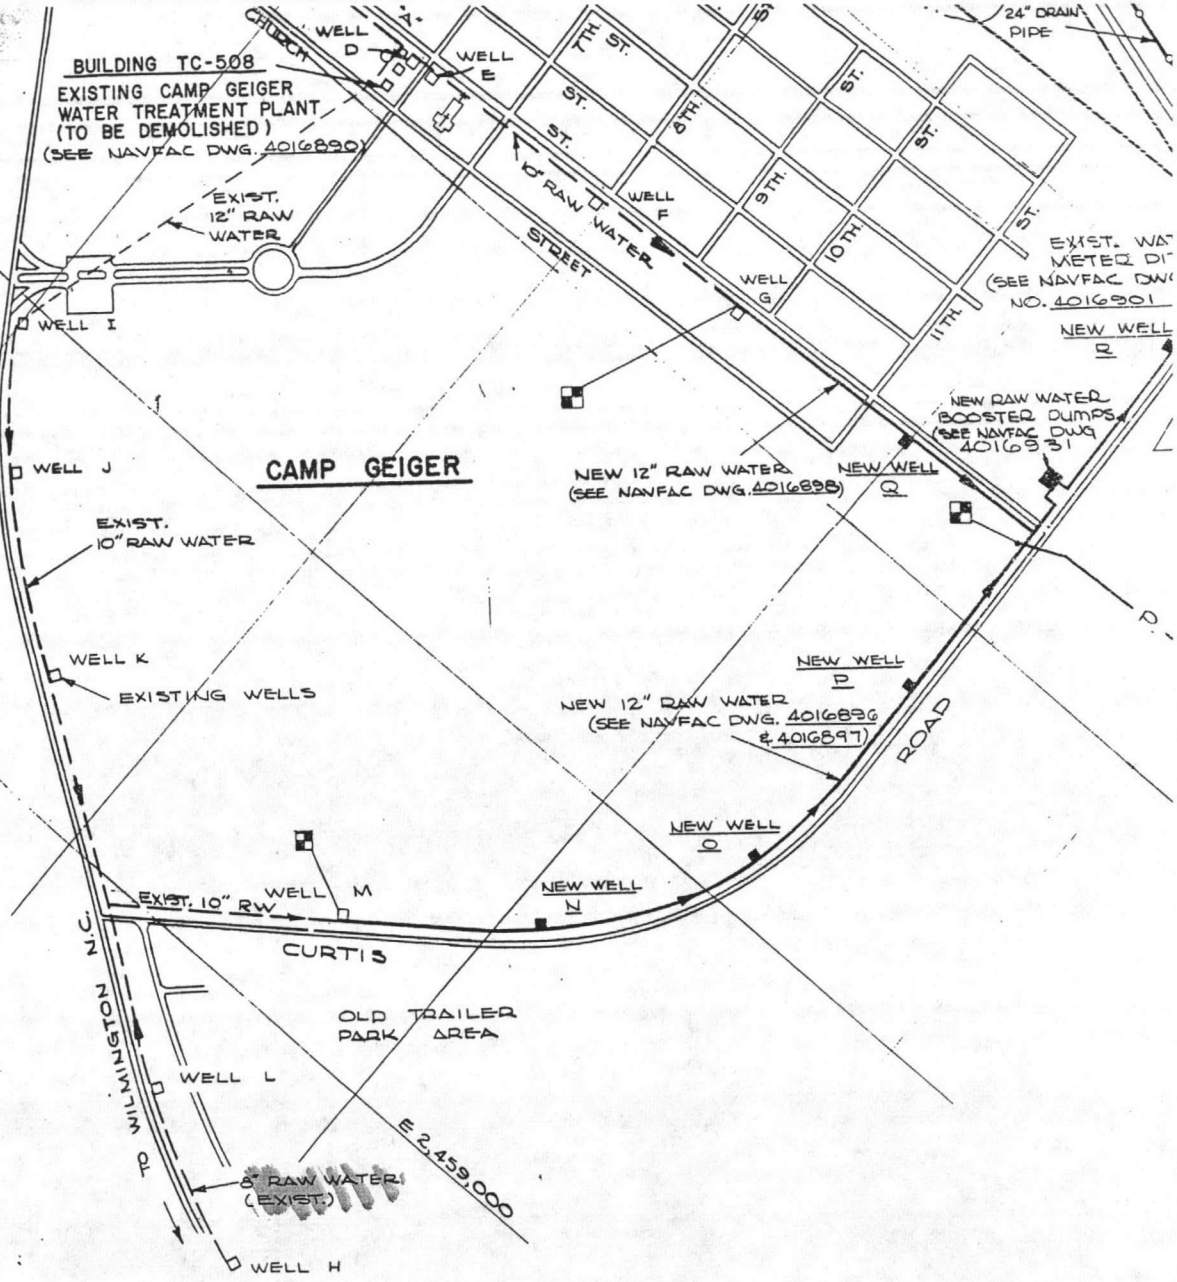 24" DRAIN
PIPE
CHURCH
WELL
D
WELL
E
7TH. ST.
ST.
BUILDING TC-508
EXISTING CAMP GEIGER
WATER TREATMENT PLANT
(TO BE DEMOLISHED)
(SEE NAVFAC DWG. 4016890)
8TH.
ST.
ST.
ST.
10" RAW WATER
9TH.
EXIST.
12" RAW
WATER
WELL
F
STREET
10TH.
ST.
EXIST. WAT
METER DIT
(SEE NAVFAC DWG
NO. 4016901
WELL
G
11TH.
WELL I
NEW WELL
R
NEW RAW WATER
BOOSTER PUMPS
(SEE NAVFAC DWG
4016931
WELL J
CAMP GEIGER
NEW 12" RAW WATER
(SEE NAVFAC DWG. 4016898)
NEW WELL
Q
EXIST.
10" RAW WATER
P
WELL K
EXISTING WELLS
NEW WELL
P
NEW 12" RAW WATER
(SEE NAVFAC DWG. 4016896
& 4016897)
ROAD
NEW WELL
O
EXIST. 10" RW
WELL M
NEW WELL
N
CURTIS
TO WILMINGTON N.C.
OLD TRAILER
PARK AREA
WELL L
E 2,459,000
8" RAW WATER
(EXIST.)
WELL H